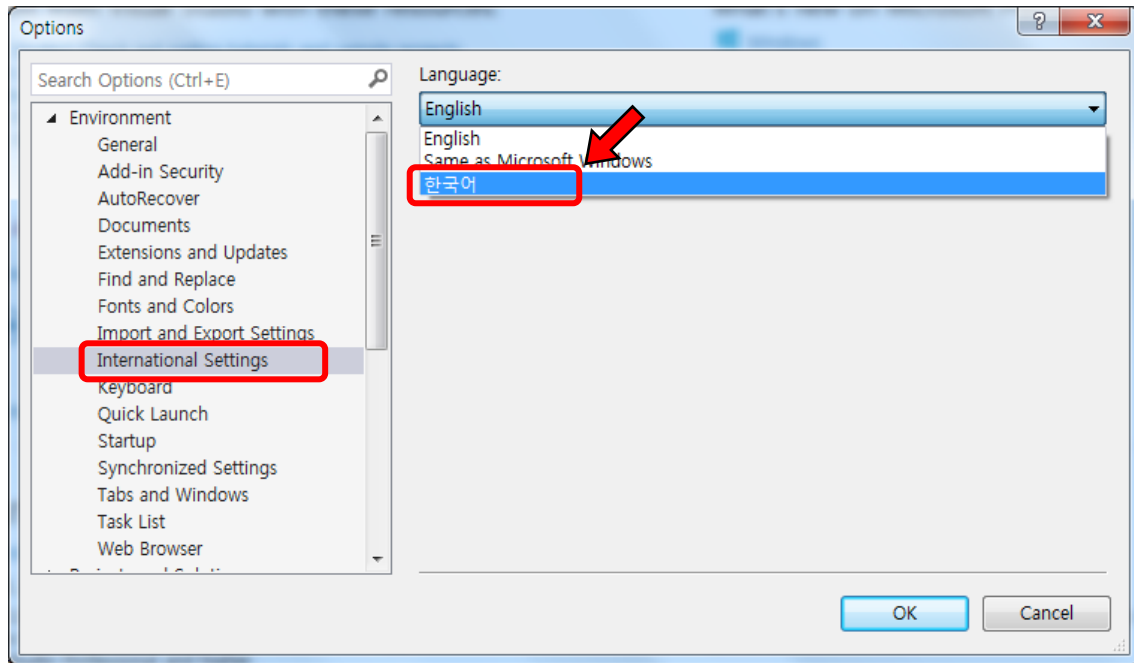 Options
Search Options (Ctrl+E)
Environment
General
Add-in Security
AutoRecover
Documents
Extensions and Updates
Find and Replace
Fonts and Colors
Import and Export Settings
International Settings
Keyboard
Quick Launch
Startup
Synchronized Settings
Tabs and Windows
Task List
Web Browser
Language:
English
English
Same as Microsoft Windows
한국어
OK
Cancel